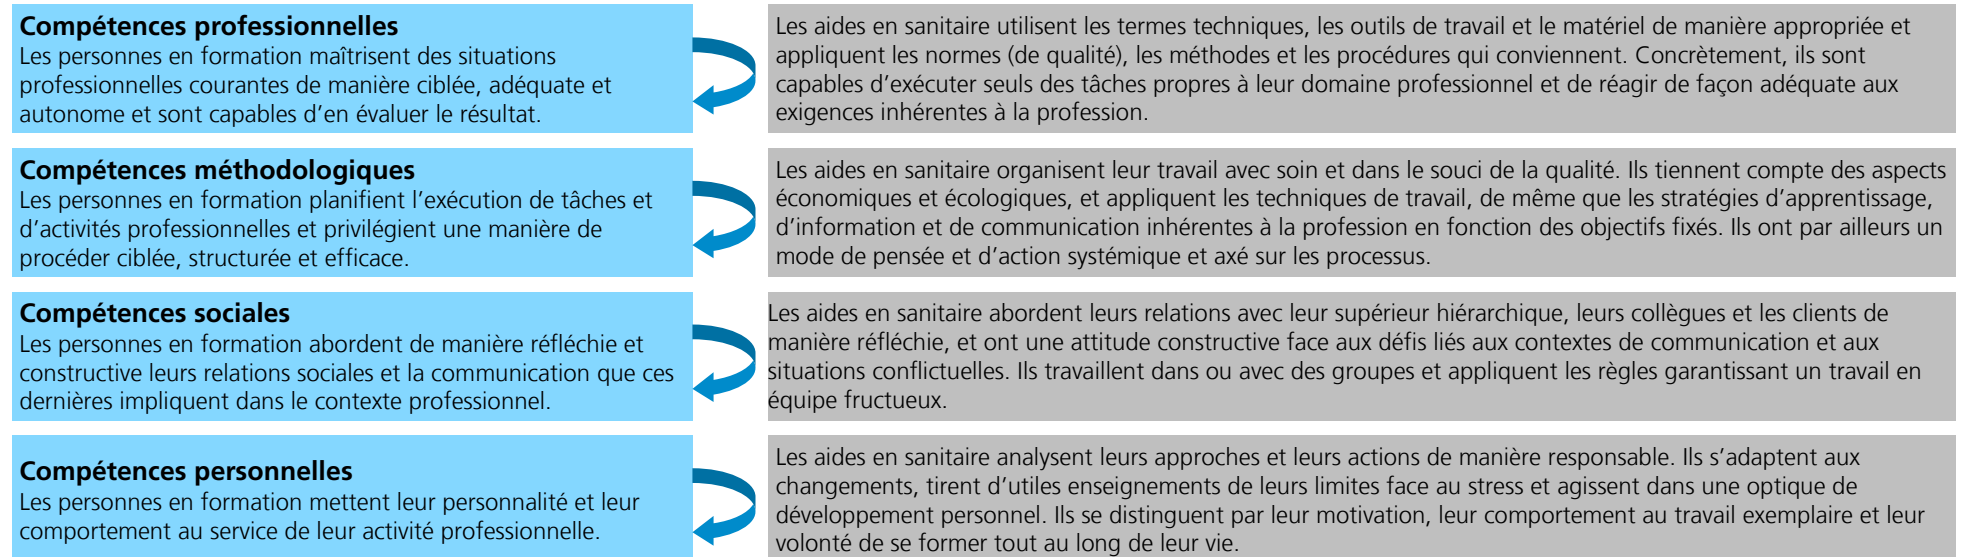 Compétences professionnelles
Les personnes en formation maîtrisent des situations
professionnelles courantes de manière ciblée, adéquate et
autonome et sont capables d’en évaluer le résultat.
Les aides en sanitaire utilisent les termes techniques, les outils de travail et le matériel de manière appropriée et
appliquent les normes (de qualité), les méthodes et les procédures qui conviennent. Concrètement, ils sont
capables d’exécuter seuls des tâches propres à leur domaine professionnel et de réagir de façon adéquate aux
exigences inhérentes à la profession.
Compétences méthodologiques
Les personnes en formation planifient l’exécution de tâches et
d’activités professionnelles et privilégient une manière de
procéder ciblée, structurée et efficace.
Les aides en sanitaire organisent leur travail avec soin et dans le souci de la qualité. Ils tiennent compte des aspects
économiques et écologiques, et appliquent les techniques de travail, de même que les stratégies d’apprentissage,
d’information et de communication inhérentes à la profession en fonction des objectifs fixés. Ils ont par ailleurs un
mode de pensée et d’action systémique et axé sur les processus.
Compétences sociales
Les personnes en formation abordent de manière réfléchie et
constructive leurs relations sociales et la communication que ces
dernières impliquent dans le contexte professionnel.
Les aides en sanitaire abordent leurs relations avec leur supérieur hiérarchique, leurs collègues et les clients de
manière réfléchie, et ont une attitude constructive face aux défis liés aux contextes de communication et aux
situations conflictuelles. Ils travaillent dans ou avec des groupes et appliquent les règles garantissant un travail en
équipe fructueux.
Compétences personnelles
Les personnes en formation mettent leur personnalité et leur
comportement au service de leur activité professionnelle.
Les aides en sanitaire analysent leurs approches et leurs actions de manière responsable. Ils s’adaptent aux
changements, tirent d’utiles enseignements de leurs limites face au stress et agissent dans une optique de
développement personnel. Ils se distinguent par leur motivation, leur comportement au travail exemplaire et leur
volonté de se former tout au long de leur vie.